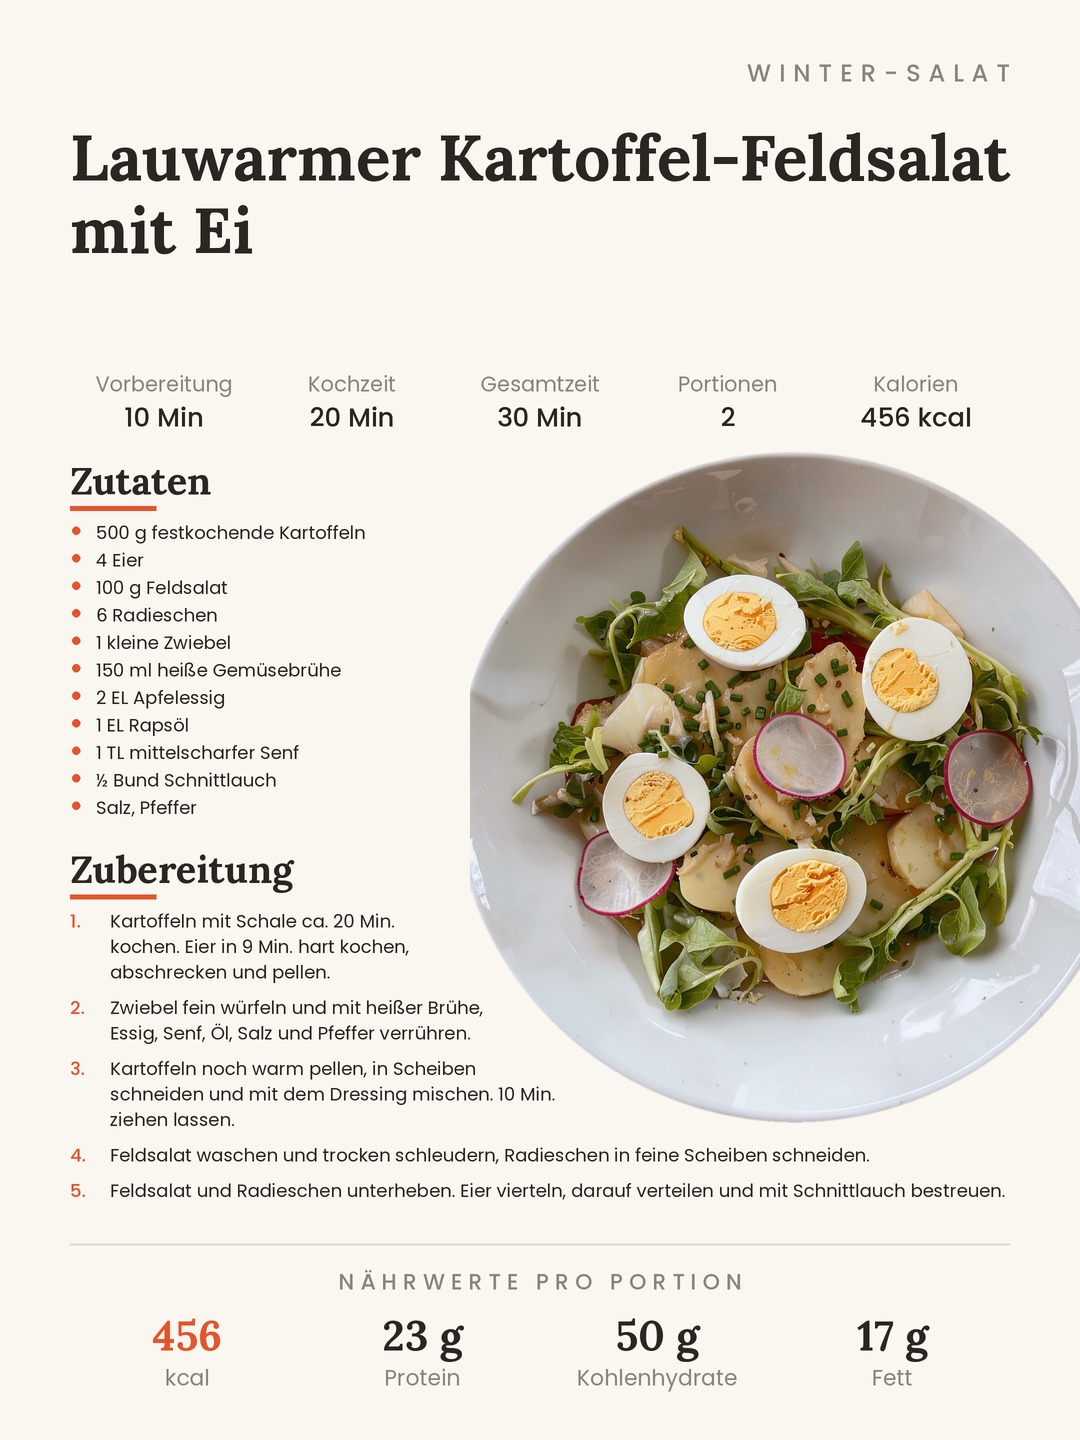 WINTER-SALAT
Lauwarmer Kartoffel-Feldsalat
mit Ei
Vorbereitung Kochzeit Gesamtzeit Portionen Kalorien
10 Min 20 Min 30 Min 2 456 kcal
Zutaten
500 g festkochende Kartoffeln
4 Eier
100 g Feldsalat
6 Radieschen
1 kleine Zwiebel
150 ml heiße Gemüsebrühe
2 EL Apfelessig
1 EL Rapsöl
1 TL mittelscharfer Senf
½ Bund Schnittlauch
Salz, Pfeffer
Zubereitung
1. Kartoffeln mit Schale ca. 20 Min.
kochen. Eier in 9 Min. hart kochen,
abschrecken und pellen.
2. Zwiebel fein würfeln und mit heißer Brühe,
Essig, Senf, Öl, Salz und Pfeffer verrühren.
3. Kartoffeln noch warm pellen, in Scheiben
schneiden und mit dem Dressing mischen. 10 Min.
ziehen lassen.
4. Feldsalat waschen und trocken schleudern, Radieschen in feine Scheiben schneiden.
5. Feldsalat und Radieschen unterheben. Eier vierteln, darauf verteilen und mit Schnittlauch bestreuen.
NÄHRWERTE PRO PORTION
456 23 g 50 g 17 g
kcal Protein Kohlenhydrate Fett